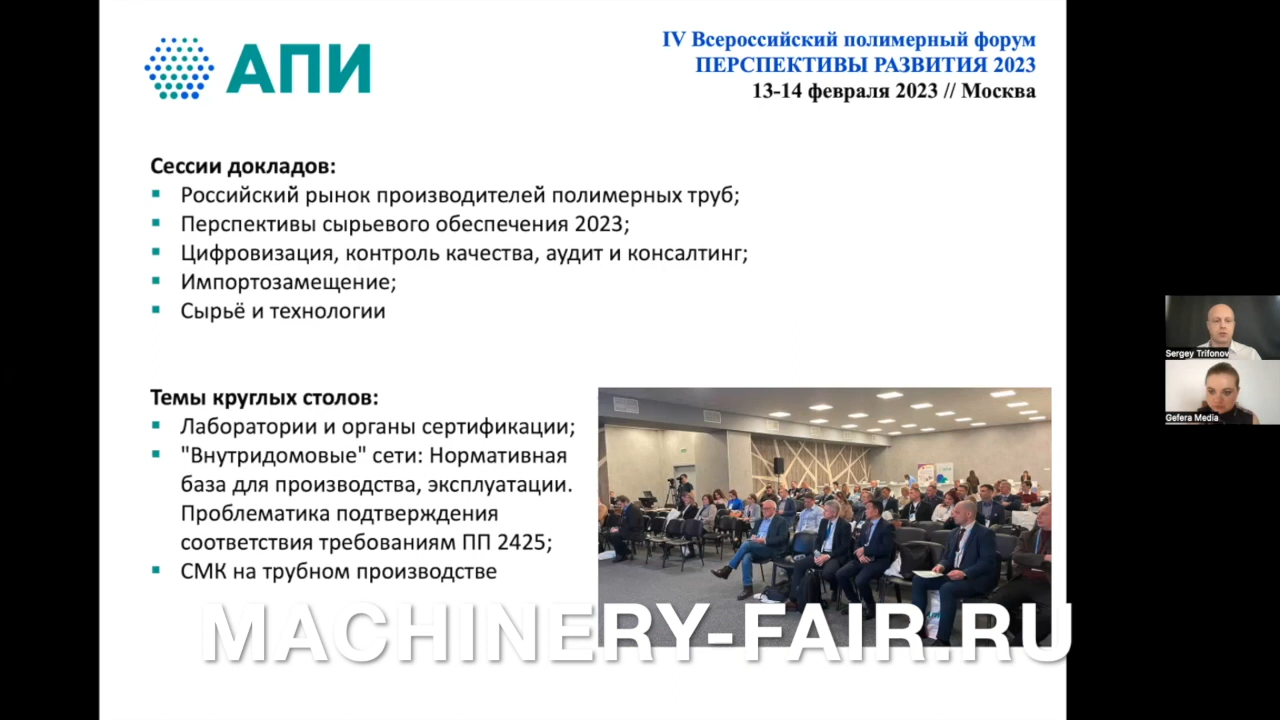 АПИ
IV Всероссийский полимерный форум
ПЕРСПЕКТИВЫ РАЗВИТИЯ 2023
13-14 февраля 2023 // Москва
Сессии докладов:
▪ Российский рынок производителей полимерных труб;
▪ Перспективы сырьевого обеспечения 2023;
▪ Цифровизация, контроль качества, аудит и консалтинг;
▪ Импортозамещение;
▪ Сырьё и технологии
Темы круглых столов:
▪ Лаборатории и органы сертификации;
▪ "Внутридомовые" сети: Нормативная
база для производства, эксплуатации.
Проблематика подтверждения
соответствия требованиям ПП 2425;
▪ СМК на трубном производстве
АПИ
АПИ
MACHINERY-FAIR.RU
Sergey Trifonov
Gefera Media